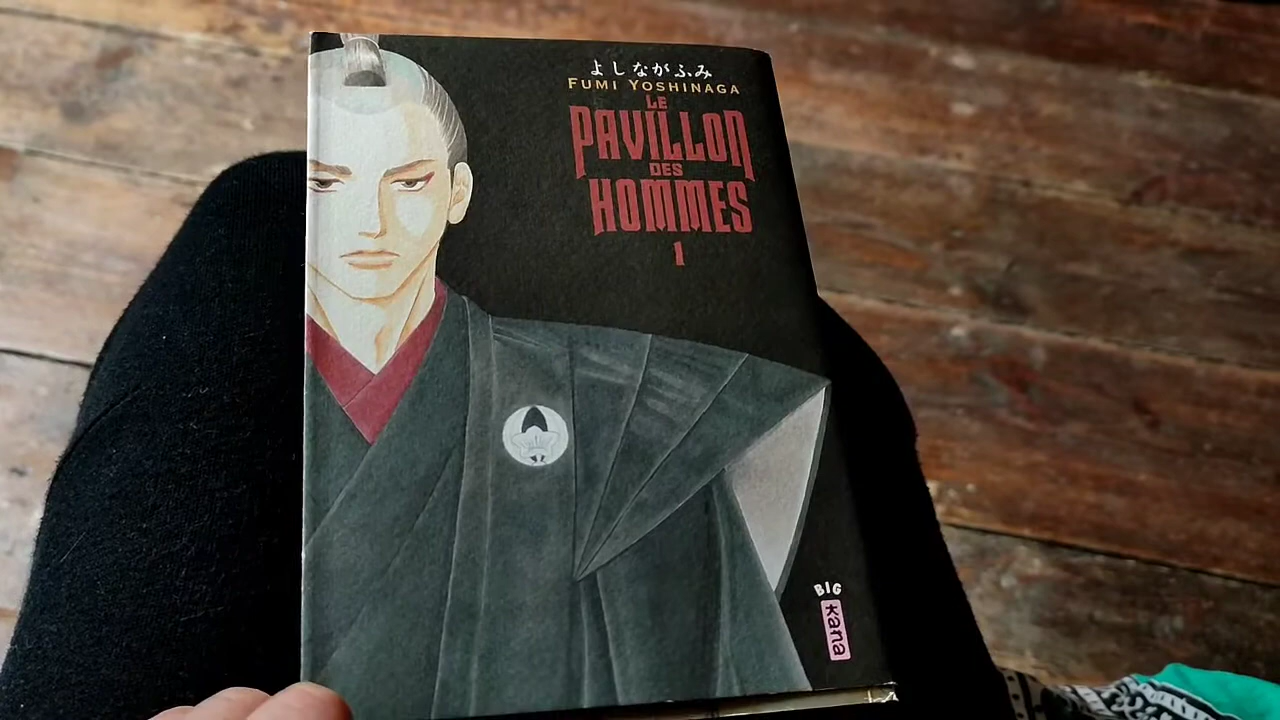 よしながふみ
FUMI YOSHINAGA
LE
PAVILLON
DES
HOMMES
1
BIG
kana